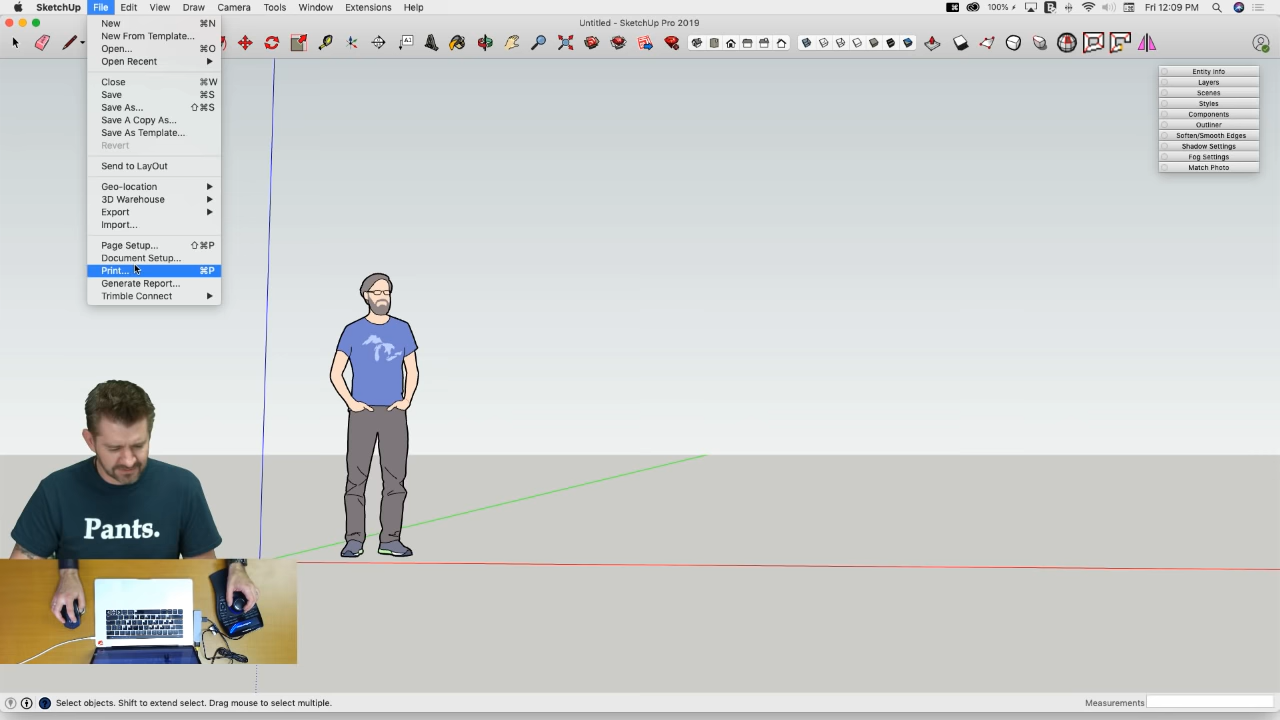 SketchUp File Edit View Draw Camera Tools Window Extensions Help 100% Fri 12:09 PM
Untitled - SketchUp Pro 2019
New ⌘N
New From Template...
Open... ⌘O
Open Recent
Close ⌘W
Save ⌘S
Save As... ⇧⌘S
Save A Copy As...
Save As Template...
Revert
Send to LayOut
Geo-location
3D Warehouse
Export
Import...
Page Setup... ⇧⌘P
Document Setup...
Print... ⌘P
Generate Report...
Trimble Connect
Entity Info
Layers
Scenes
Styles
Components
Outliner
Soften/Smooth Edges
Shadow Settings
Fog Settings
Match Photo
Pants.
Select objects. Shift to extend select. Drag mouse to select multiple.
Measurements